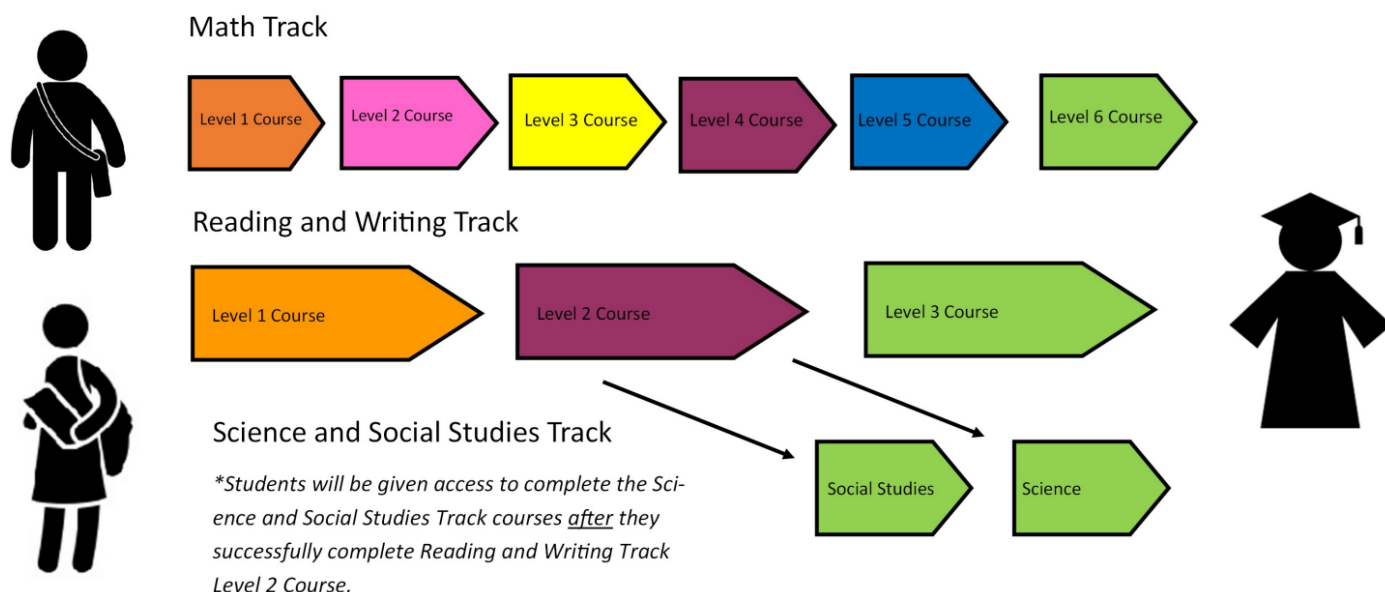 Math Track
Level 1 Course
Level 2 Course
Level 3 Course
Level 4 Course
Level 5 Course
Level 6 Course
Reading and Writing Track
Level 1 Course
Level 2 Course
Level 3 Course
Science and Social Studies Track
*Students will be given access to complete the Sci-
ence and Social Studies Track courses after they
successfully complete Reading and Writing Track
Level 2 Course.
Social Studies
Science